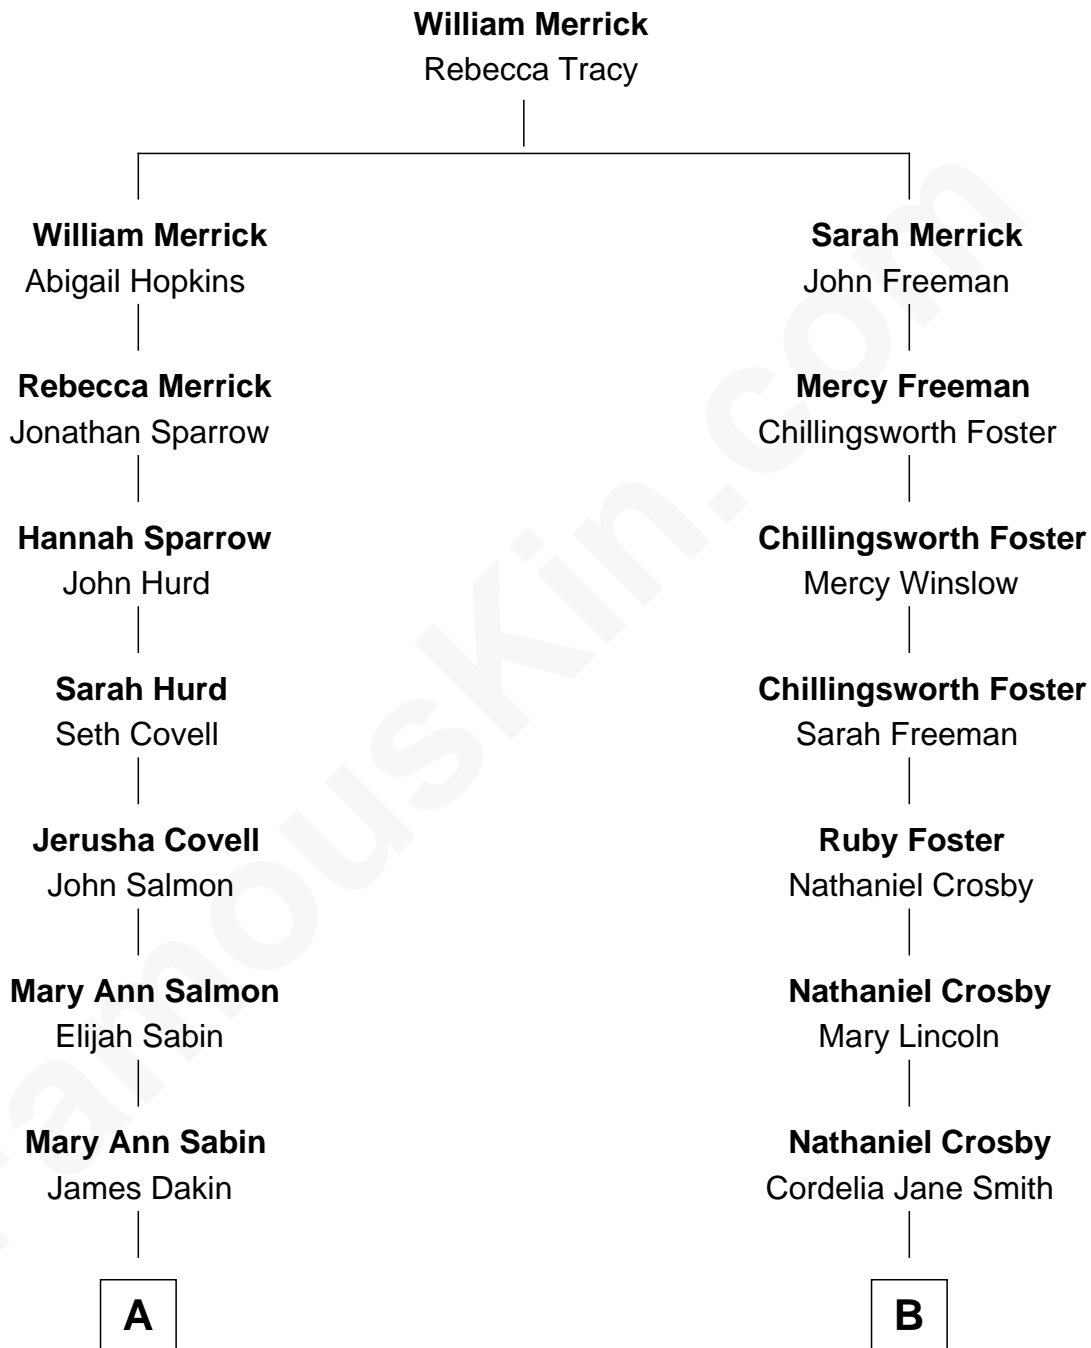 William Merrick
Rebecca Tracy
William Merrick
Abigail Hopkins
Rebecca Merrick
Jonathan Sparrow
Hannah Sparrow
John Hurd
Sarah Hurd
Seth Covell
Jerusha Covell
John Salmon
Mary Ann Salmon
Elijah Sabin
Mary Ann Sabin
James Dakin
A
Sarah Merrick
John Freeman
Mercy Freeman
Chillingsworth Foster
Chillingsworth Foster
Mercy Winslow
Chillingsworth Foster
Sarah Freeman
Ruby Foster
Nathaniel Crosby
Nathaniel Crosby
Mary Lincoln
Nathaniel Crosby
Cordelia Jane Smith
B
FamousKin.com